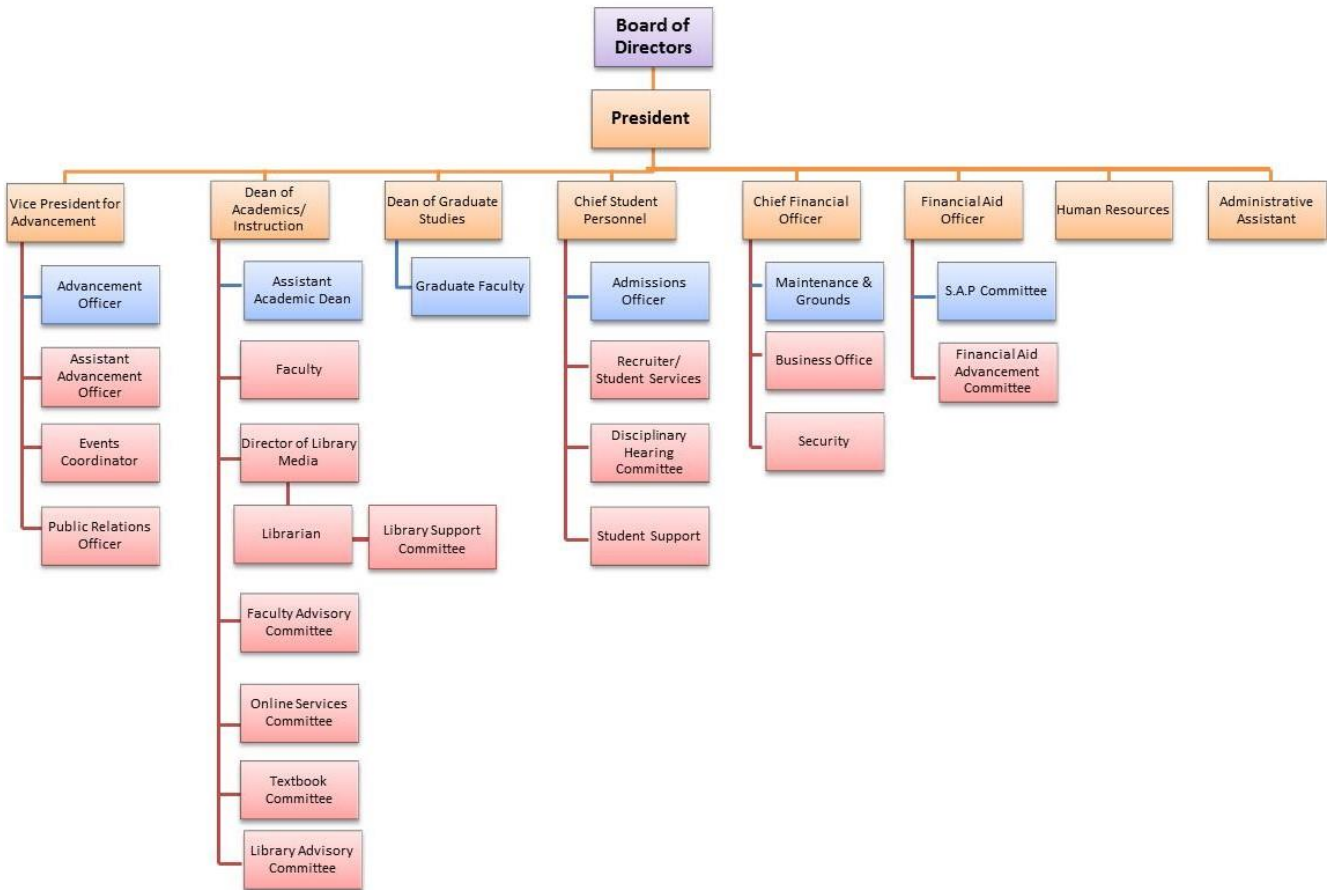 Board of
Directors
President
Vice President for
Advancement
Dean of
Academics/
Instruction
Dean of Graduate
Studies
Chief Student
Personnel
Chief Financial
Officer
Financial Aid
Officer
Human Resources
Administrative
Assistant
Advancement
Officer
Assistant
Advancement
Officer
Events
Coordinator
Public Relations
Officer
Assistant
Academic Dean
Faculty
Director of Library
Media
Librarian
Library Support
Committee
Faculty Advisory
Committee
Online Services
Committee
Textbook
Committee
Library Advisory
Committee
Graduate Faculty
Admissions
Officer
Recruiter/
Student Services
Disciplinary
Hearing
Committee
Student Support
Maintenance &
Grounds
Business Office
Security
S.A.P Committee
Financial Aid
Advancement
Committee